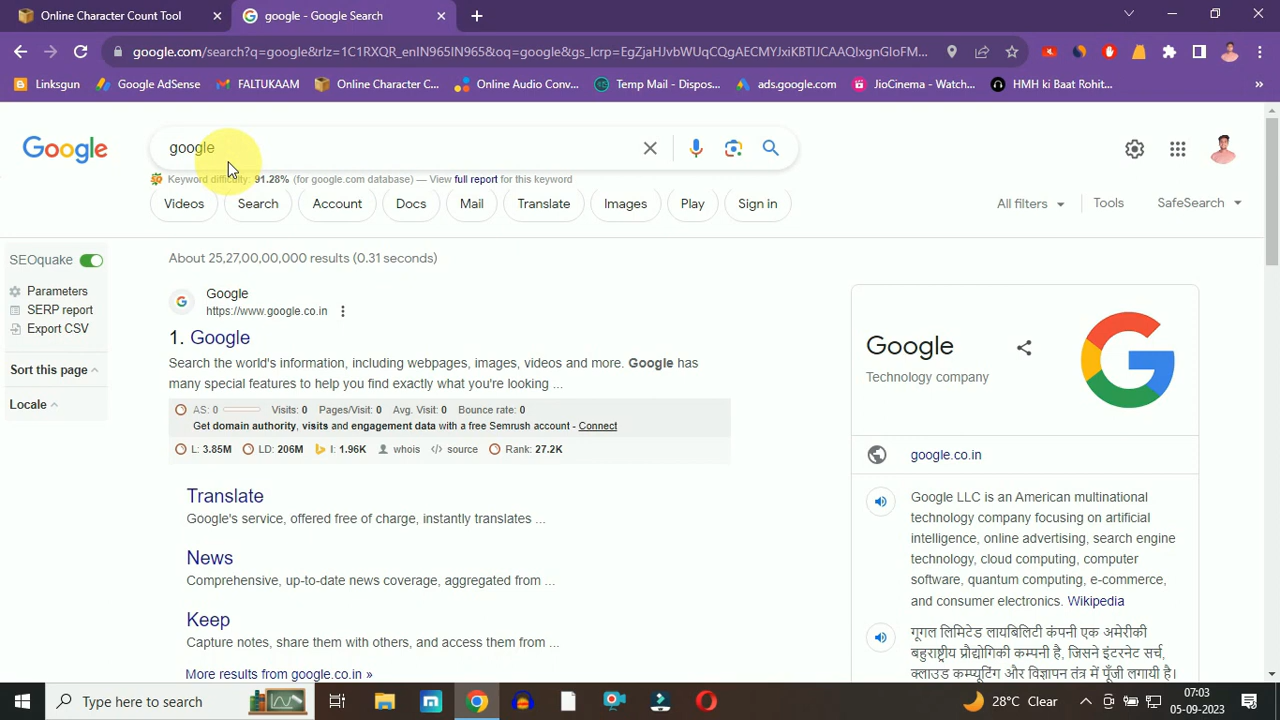 Online Character Count Tool
google - Google Search
google.com/search?q=google&rlz=1C1RXQR_enIN965IN965&oq=google&gs_lcrp=EgZjaHJvbWUqCQgAECMYJxiKBTIJCAAQIxgnGloFM...
Linksgun
Google AdSense
FALTUKAAM
Online Character C...
Online Audio Conv...
Temp Mail - Dispos...
ads.google.com
JioCinema - Watch...
HMH ki Baat Rohit...
»
Google
google
Keyword difficulty: 91.28% (for google.com database) — View full report for this keyword
Videos
Search
Account
Docs
Mail
Translate
Images
Play
Sign in
All filters
Tools
SafeSearch
About 25,27,00,00,000 results (0.31 seconds)
SEOquake
Parameters
SERP report
Export CSV
Sort this page
Locale
Google
https://www.google.co.in
1. Google
Search the world's information, including webpages, images, videos and more. Google has
many special features to help you find exactly what you're looking ...
AS: 0 Visits: 0 Pages/Visit: 0 Avg. Visit: 0 Bounce rate: 0
Get domain authority, visits and engagement data with a free Semrush account - Connect
L: 3.85M LD: 206M I: 1.96K whois source Rank: 27.2K
Translate
Google's service, offered free of charge, instantly translates ...
News
Comprehensive, up-to-date news coverage, aggregated from ...
Keep
Capture notes, share them with others, and access them from ...
More results from google.co.in »
Google
Technology company
google.co.in
Google LLC is an American multinational
technology company focusing on artificial
intelligence, online advertising, search engine
technology, cloud computing, computer
software, quantum computing, e-commerce,
and consumer electronics. Wikipedia
गूगल लिमिटेड लायबिलिटी कंपनी एक अमेरीकी
बहुराष्ट्रीय प्रौद्योगिकी कम्पनी है, जिसने इंटरनेट सर्च,
क्लाउड कम्प्यूटिंग और विज्ञापन तंत्र में पूँजी लगायी है।
Type here to search
28°C Clear
07:03
05-09-2023